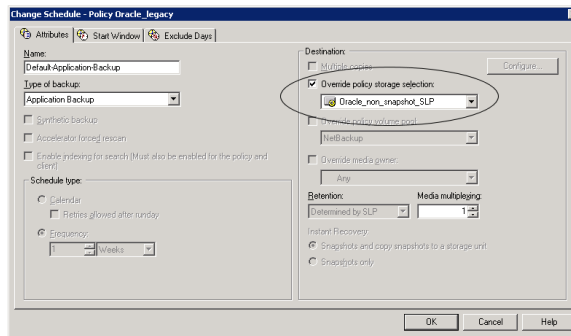 Change Schedule - Policy Oracle_legacy
Attributes
Start Window
Exclude Days
Name:
Default-Application-Backup
Type of backup:
Application Backup
Synthetic backup
Accelerator forced rescan
Enable indexing for search (Must also be enabled for the policy and
client)
Schedule type:
Calendar
Retries allowed after runday
Frequency:
1
Weeks
Destination:
Multiple copies
Configure...
Override policy storage selection:
Oracle_non_snapshot_SLP
Override policy volume pool:
NetBackup
Override media owner:
Any
Retention:
Media multiplexing:
Determined by SLP
1
Instant Recovery
Snapshots and copy snapshots to a storage unit
Snapshots only
OK
Cancel
Help